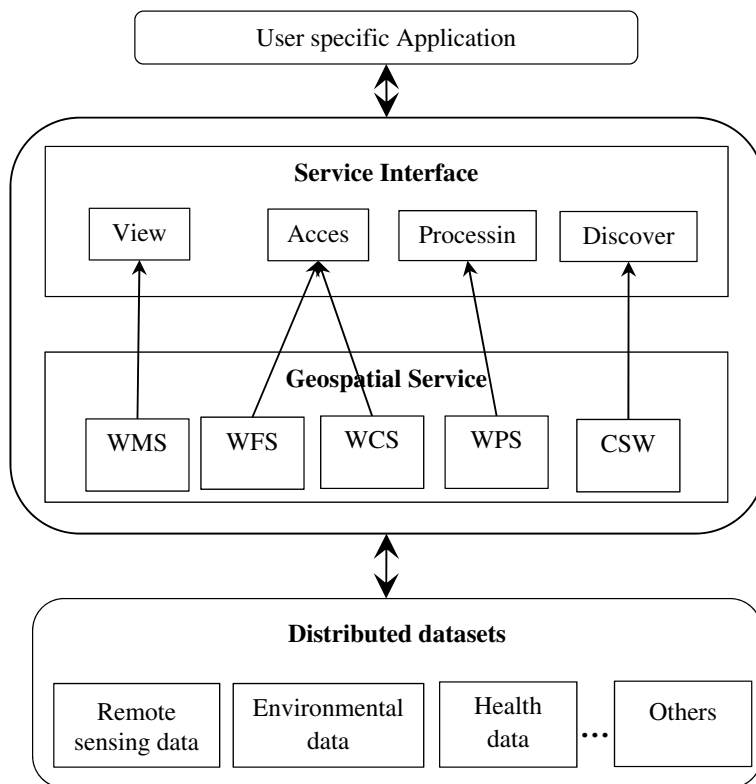 User specific Application
Service Interface
View
Acces
Processin
Discover
Geospatial Service
WMS
WFS
WCS
WPS
CSW
Distributed datasets
Remote
sensing data
Environmental
data
Health
data
...
Others